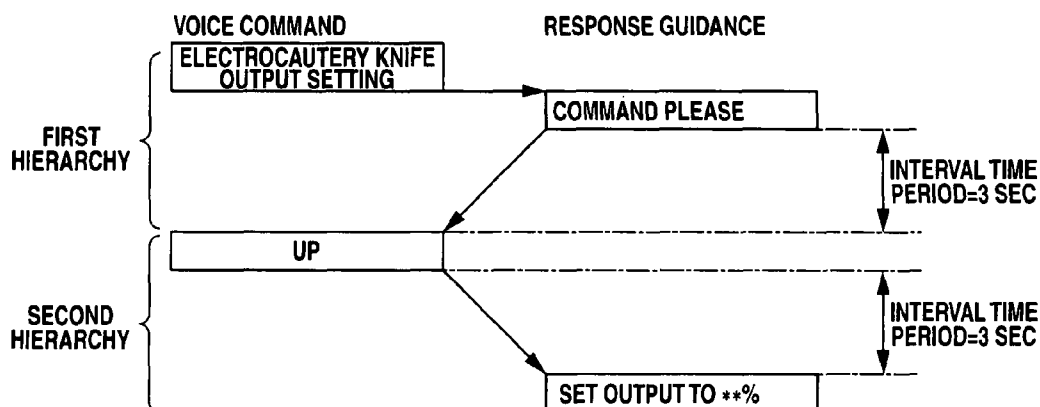 VOICE COMMAND
RESPONSE GUIDANCE
ELECTROCAUTERY KNIFE
OUTPUT SETTING
COMMAND PLEASE
FIRST
HIERARCHY
INTERVAL TIME
PERIOD=3 SEC
UP
SECOND
HIERARCHY
INTERVAL TIME
PERIOD=3 SEC
SET OUTPUT TO **%